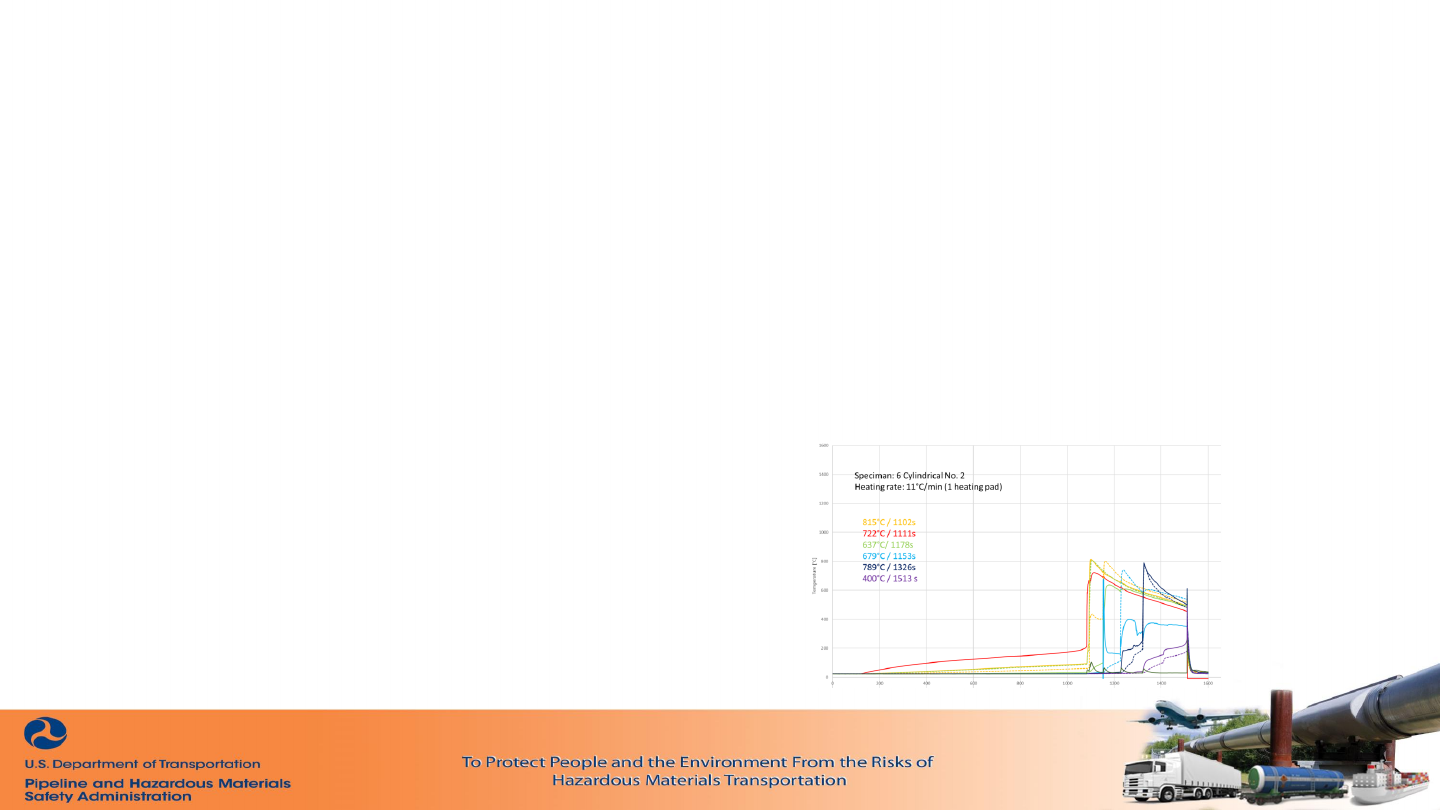 1600
1400
Speciman: 6 Cylindrical No. 2
Heating rate: 11°C/min (1 heating pad)
1200
815°C / 1102s
1000
722°C / 1111s
637°C/ 1178s
679°C / 1153s
800
789°C / 1326s
400°C / 1513 s
Temperature [°C]
600
400
200
0
0 200 400 600 800 1000 1200 1400 1600
U.S. Department of Transportation
Pipeline and Hazardous Materials
Safety Administration
To Protect People and the Environment From the Risks of
Hazardous Materials Transportation